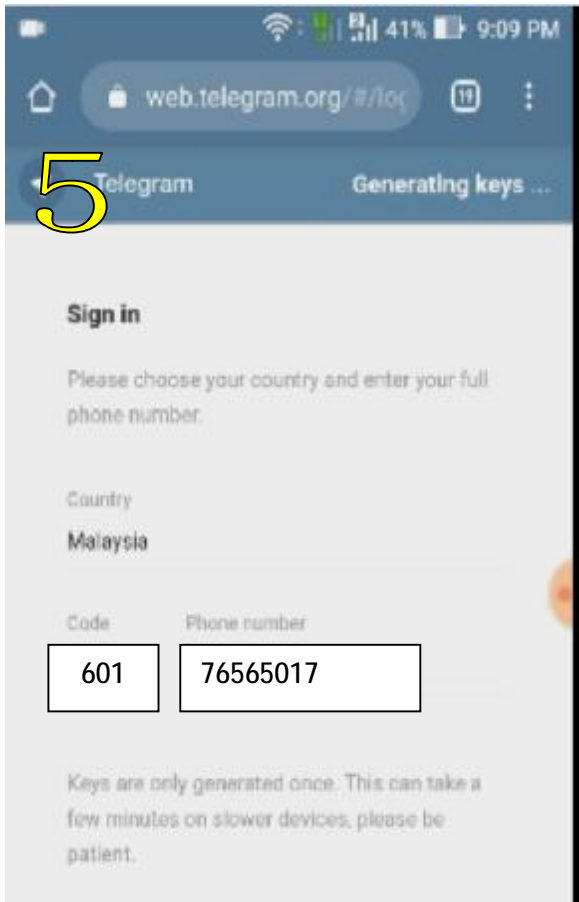 41% 9:09 PM
web.telegram.org/#/log 19
5
Telegram Generating keys ...
Sign in
Please choose your country and enter your full
phone number.
Country
Malaysia
Code Phone number
601 76565017
Keys are only generated once. This can take a
few minutes on slower devices, please be
patient.